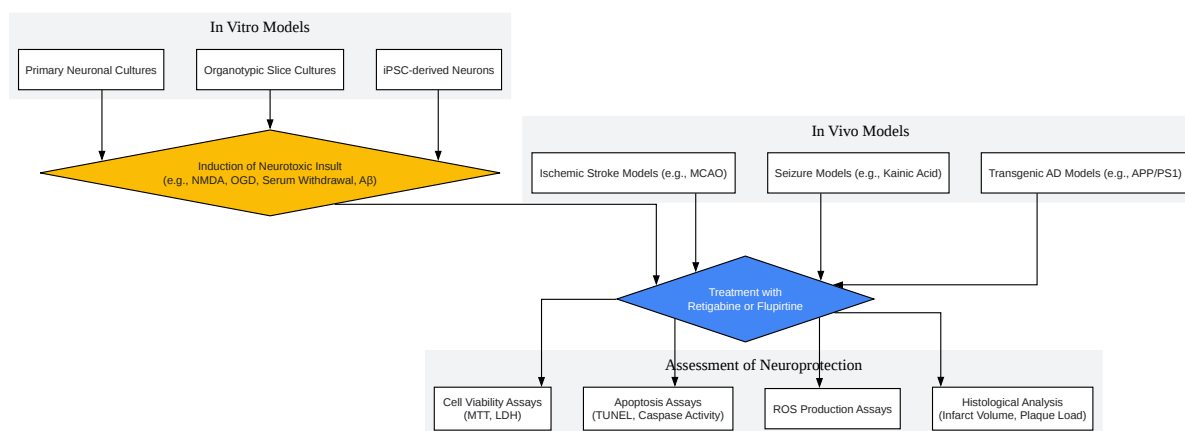 In Vitro Models
Primary Neuronal Cultures
Organotypic Slice Cultures
iPSC-derived Neurons
Induction of Neurotoxic Insult
(e.g., NMDA, OGD, Serum Withdrawal, Aβ)
In Vivo Models
Ischemic Stroke Models (e.g., MCAO)
Seizure Models (e.g., Kainic Acid)
Transgenic AD Models (e.g., APP/PS1)
Treatment with
Retigabine or Flupirtine
Assessment of Neuroprotection
Cell Viability Assays
(MTT, LDH)
Apoptosis Assays
(TUNEL, Caspase Activity)
ROS Production Assays
Histological Analysis
(Infarct Volume, Plaque Load)